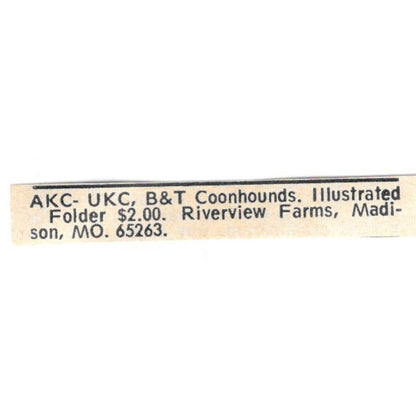 AKC- UKC, B&T Coonhounds. Illustrated
Folder $2.00. Riverview Farms, Madi-
son, MO. 65263.